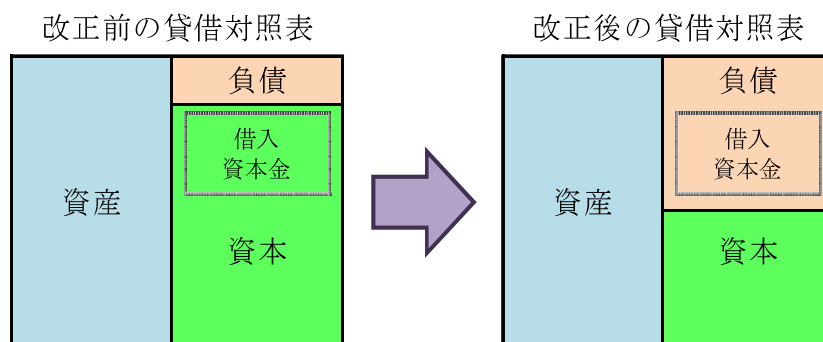 改正前の貸借対照表
資産
負債
借入
資本金
資本
改正後の貸借対照表
資産
負債
借入
資本金
資本